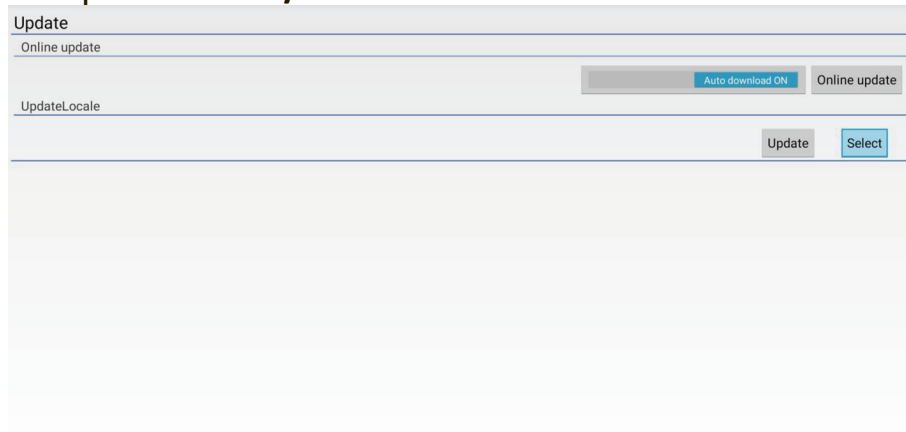 Update
Online update
Auto download ON
Online update
UpdateLocale
Update
Select